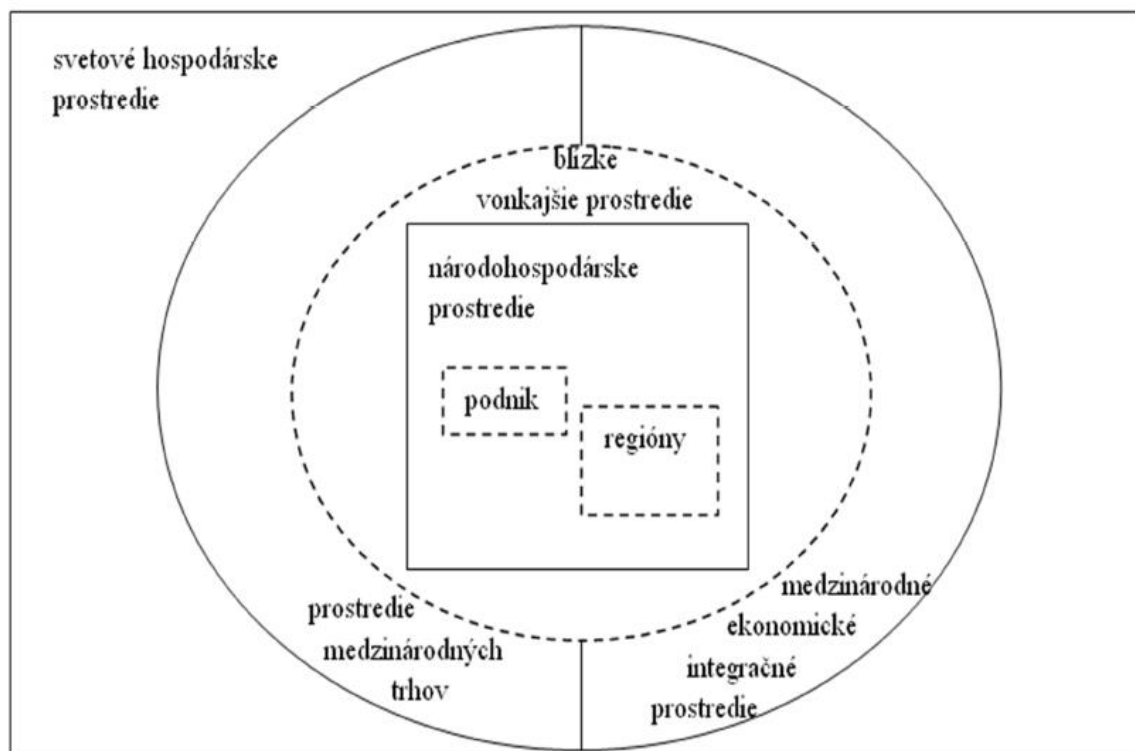 svetové hospodárske
prostredie
blízke
vonkajšie prostredie
národohospodárske
prostredie
podnik
regióny
prostredie
medzinárodných
trhov
medzinárodné
ekonomické
integračné
prostredie